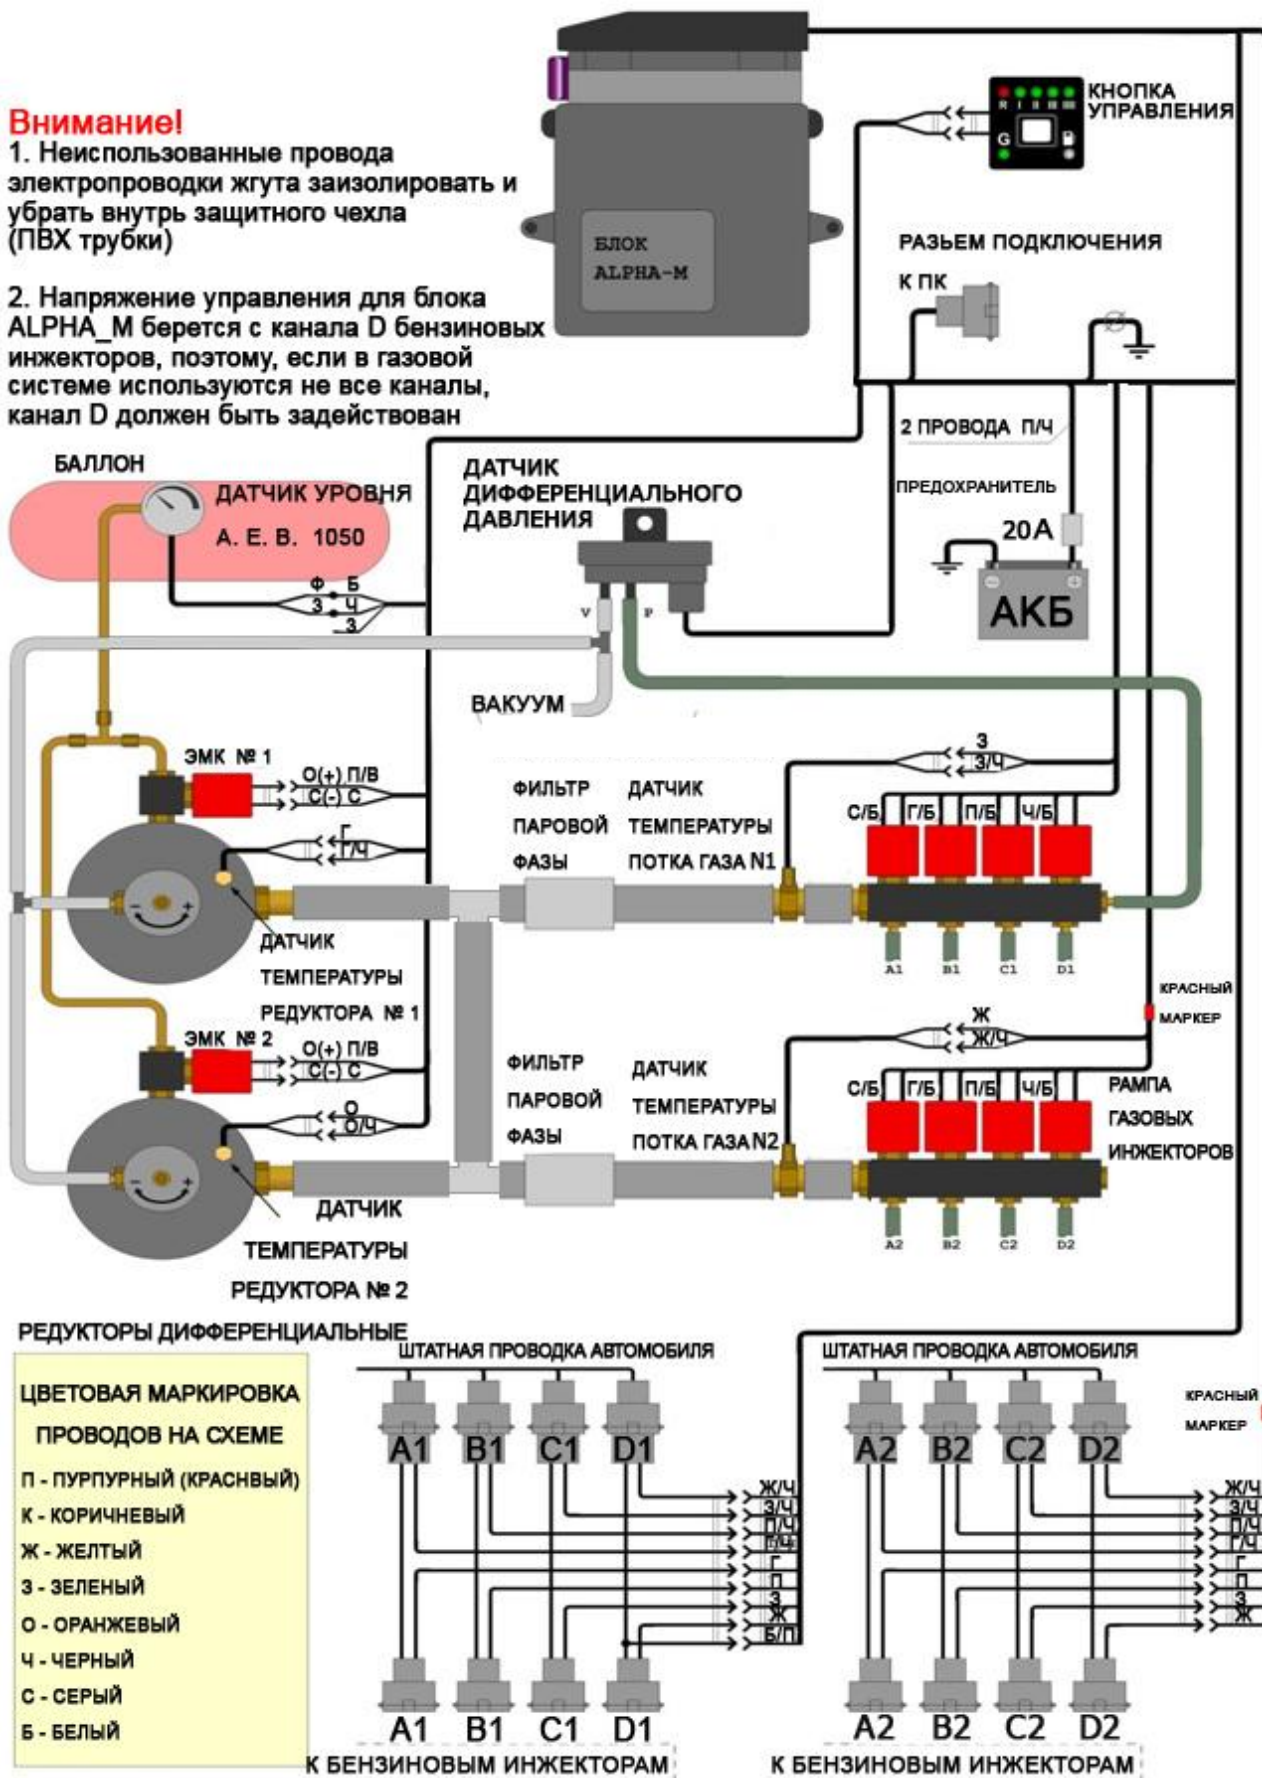 Внимание!
1. Неиспользованные провода
электропроводки жгута заизолировать и
убрать внутрь защитного чехла
(ПВХ трубки)
2. Напряжение управления для блока
ALPHA_M берется с канала D бензиновых
инжекторов, поэтому, если в газовой
системе используются не все каналы,
канал D должен быть задействован
БЛОК
ALPHA-M
R I II III IIII
G
КНОПКА
УПРАВЛЕНИЯ
РАЗЬЕМ ПОДКЛЮЧЕНИЯ
К ПК
2 ПРОВОДА П/Ч
ПРЕДОХРАНИТЕЛЬ
20А
АКБ
БАЛЛОН
ДАТЧИК УРОВНЯ
A. E. B. 1050
Ф Б
З Ч
З
ДАТЧИК
ДИФФЕРЕНЦИАЛЬНОГО
ДАВЛЕНИЯ
V P
ВАКУУМ
ЭМК № 1
О(+) П/В
С(-) С
Г
Г/Ч
ДАТЧИК
ТЕМПЕРАТУРЫ
РЕДУКТОРА № 1
ФИЛЬТР
ПАРОВОЙ
ФАЗЫ
ДАТЧИК
ТЕМПЕРАТУРЫ
ПОТКА ГАЗА N1
З
З/Ч
С/Б Г/Б П/Б Ч/Б
A1 B1 C1 D1
КРАСНЫЙ
МАРКЕР
ЭМК № 2
О(+) П/В
С(-) С
О
О/Ч
ДАТЧИК
ТЕМПЕРАТУРЫ
РЕДУКТОРА № 2
ФИЛЬТР
ПАРОВОЙ
ФАЗЫ
ДАТЧИК
ТЕМПЕРАТУРЫ
ПОТКА ГАЗА N2
Ж
Ж/Ч
С/Б Г/Б П/Б Ч/Б
РАМПА
ГАЗОВЫХ
ИНЖЕКТОРОВ
A2 B2 C2 D2
РЕДУКТОРЫ ДИФФЕРЕНЦИАЛЬНЫЕ
ЦВЕТОВАЯ МАРКИРОВКА
ПРОВОДОВ НА СХЕМЕ
П - ПУРПУРНЫЙ (КРАСНВЫЙ)
К - КОРИЧНЕВЫЙ
Ж - ЖЕЛТЫЙ
З - ЗЕЛЕНЫЙ
О - ОРАНЖЕВЫЙ
Ч - ЧЕРНЫЙ
С - СЕРЫЙ
Б - БЕЛЫЙ
ШТАТНАЯ ПРОВОДКА АВТОМОБИЛЯ
A1 B1 C1 D1
Ж/Ч
З/Ч
П/Ч
Г/Ч
Г
П
З
Ж
Б/П
A1 B1 C1 D1
К БЕНЗИНОВЫМ ИНЖЕКТОРАМ
ШТАТНАЯ ПРОВОДКА АВТОМОБИЛЯ
КРАСНЫЙ
МАРКЕР
A2 B2 C2 D2
Ж/Ч
З/Ч
П/Ч
Г/Ч
Г
П
З
Ж
A2 B2 C2 D2
К БЕНЗИНОВЫМ ИНЖЕКТОРАМ